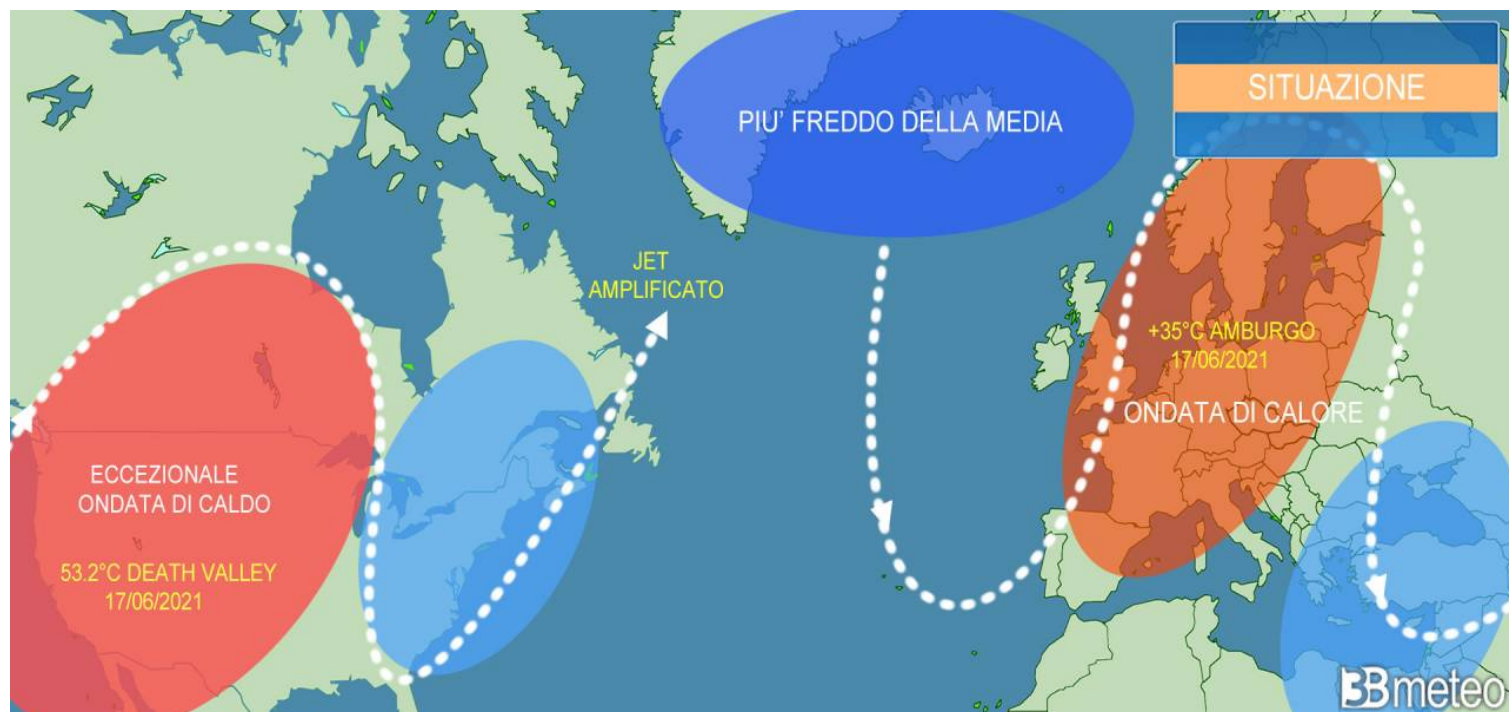 SITUAZIONE
PIU' FREDDO DELLA MEDIA
JET
AMPLIFICATO
+35°C AMBURGO
17/06/2021
ONDATA DI CALORE
ECCEZIONALE
ONDATA DI CALDO
53.2°C DEATH VALLEY
17/06/2021
3Bmeteo